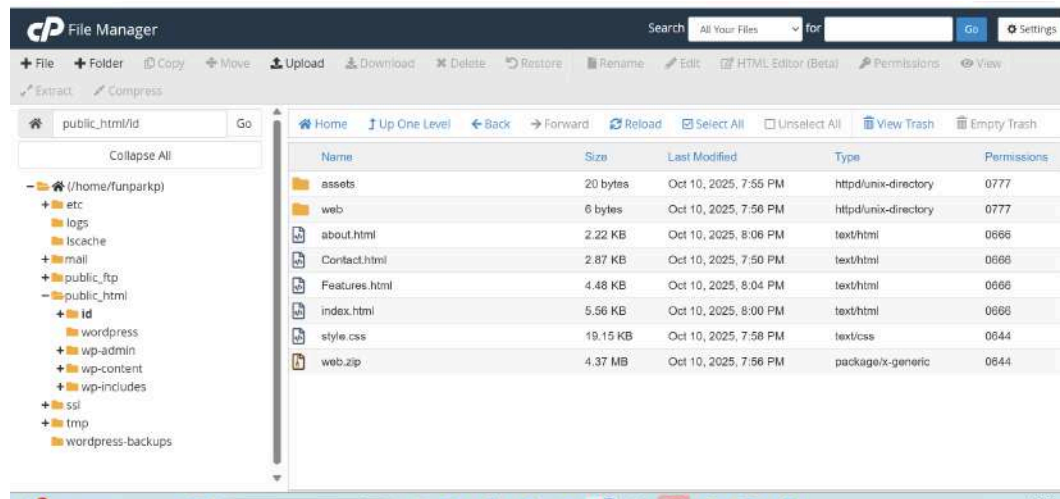 cP File Manager Search All Your Files for Go Settings
+ File + Folder Copy Move Upload Download Delete Restore Rename Edit HTML Editor (Beta) Permissions View
Extract Compress
public_html/id Go
Home Up One Level Back Forward Reload Select All Unselect All View Trash Empty Trash
Collapse All
(/home/funparkp)
etc
logs
lscache
mail
public_ftp
public_html
id
wordpress
wp-admin
wp-content
wp-includes
ssl
tmp
wordpress-backups
Name Size Last Modified Type Permissions
assets 20 bytes Oct 10, 2025, 7:55 PM httpd/unix-directory 0777
web 6 bytes Oct 10, 2025, 7:56 PM httpd/unix-directory 0777
about.html 2.22 KB Oct 10, 2025, 8:06 PM text/html 0666
Contact.html 2.87 KB Oct 10, 2025, 7:50 PM text/html 0666
Features.html 4.48 KB Oct 10, 2025, 8:04 PM text/html 0666
index.html 5.56 KB Oct 10, 2025, 8:00 PM text/html 0666
style.css 19.15 KB Oct 10, 2025, 7:58 PM text/css 0644
web.zip 4.37 MB Oct 10, 2025, 7:56 PM package/x-generic 0644